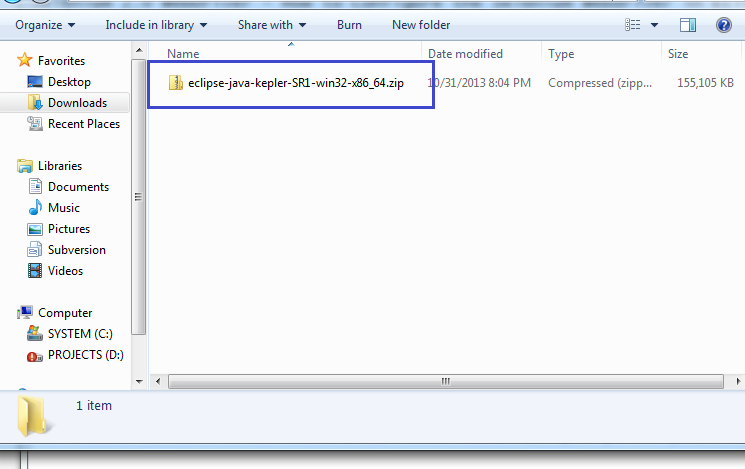 Organize Include in library Share with Burn New folder
Name Date modified Type Size
eclipse-java-kepler-SR1-win32-x86_64.zip 10/31/2013 8:04 PM Compressed (zipp... 155,105 KB
Favorites
Desktop
Downloads
Recent Places
Libraries
Documents
Music
Pictures
Subversion
Videos
Computer
SYSTEM (C:)
PROJECTS (D:)
1 item